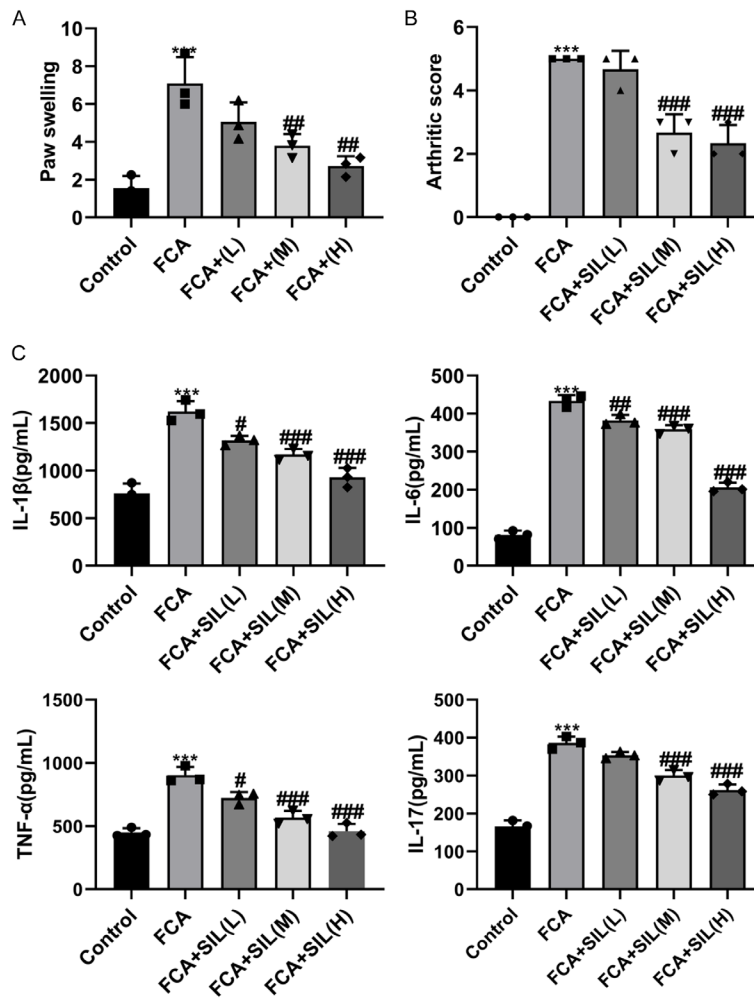 A
10
8
6
4
2
0
Paw swelling
***
##
##
Control
FCA
FCA+(L)
FCA+(M)
FCA+(H)
B
6
4
2
0
Arthritic score
***
###
###
Control
FCA
FCA+SIL(L)
FCA+SIL(M)
FCA+SIL(H)
C
2000
1500
1000
500
0
IL-1β(pg/mL)
***
#
###
###
Control
FCA
FCA+SIL(L)
FCA+SIL(M)
FCA+SIL(H)
500
400
300
200
100
0
IL-6(pg/mL)
***
##
###
###
Control
FCA
FCA+SIL(L)
FCA+SIL(M)
FCA+SIL(H)
1500
1000
500
0
TNF-α(pg/mL)
***
#
###
###
Control
FCA
FCA+SIL(L)
FCA+SIL(M)
FCA+SIL(H)
500
400
300
200
100
0
IL-17(pg/mL)
***
###
###
Control
FCA
FCA+SIL(L)
FCA+SIL(M)
FCA+SIL(H)